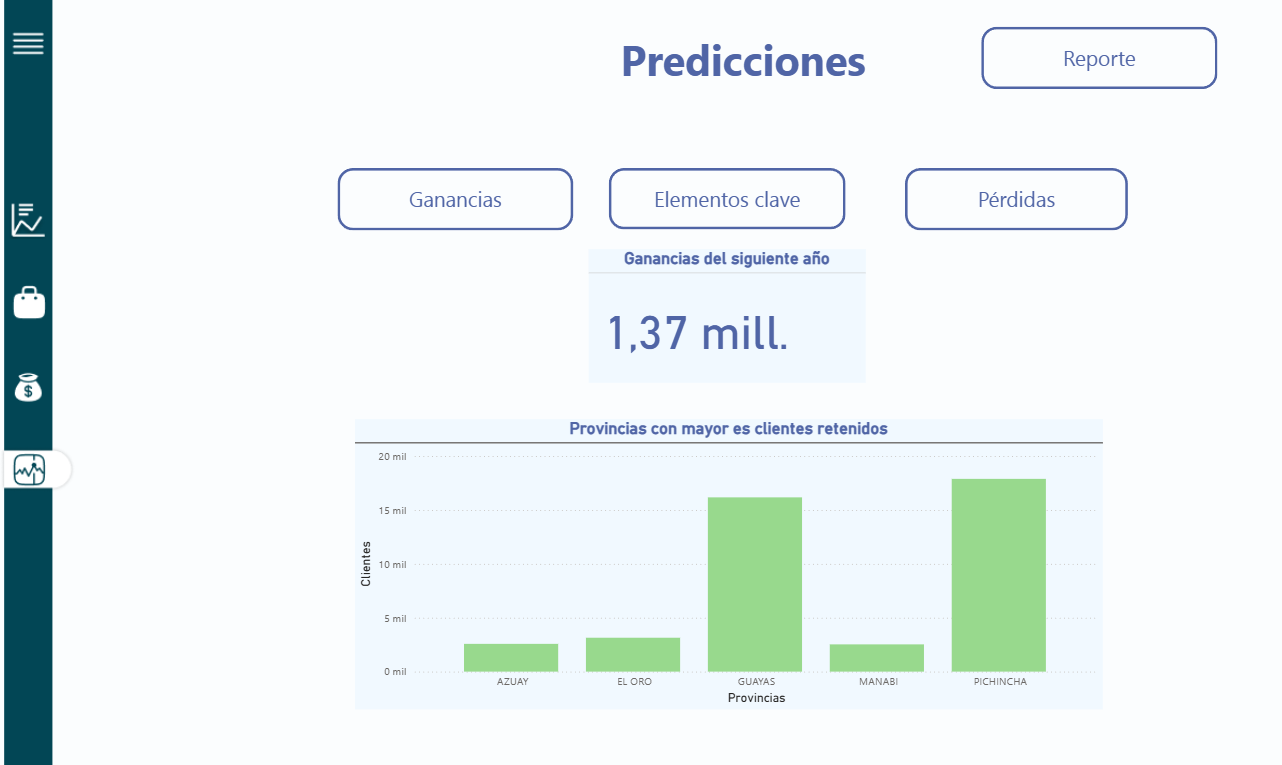 Predicciones
Reporte
Ganancias
Elementos clave
Pérdidas
Ganancias del siguiente año
1,37 mill.
Provincias con mayor es clientes retenidos
20 mil
15 mil
10 mil
5 mil
0 mil
Clientes
AZUAY
EL ORO
GUAYAS
MANABI
PICHINCHA
Provincias